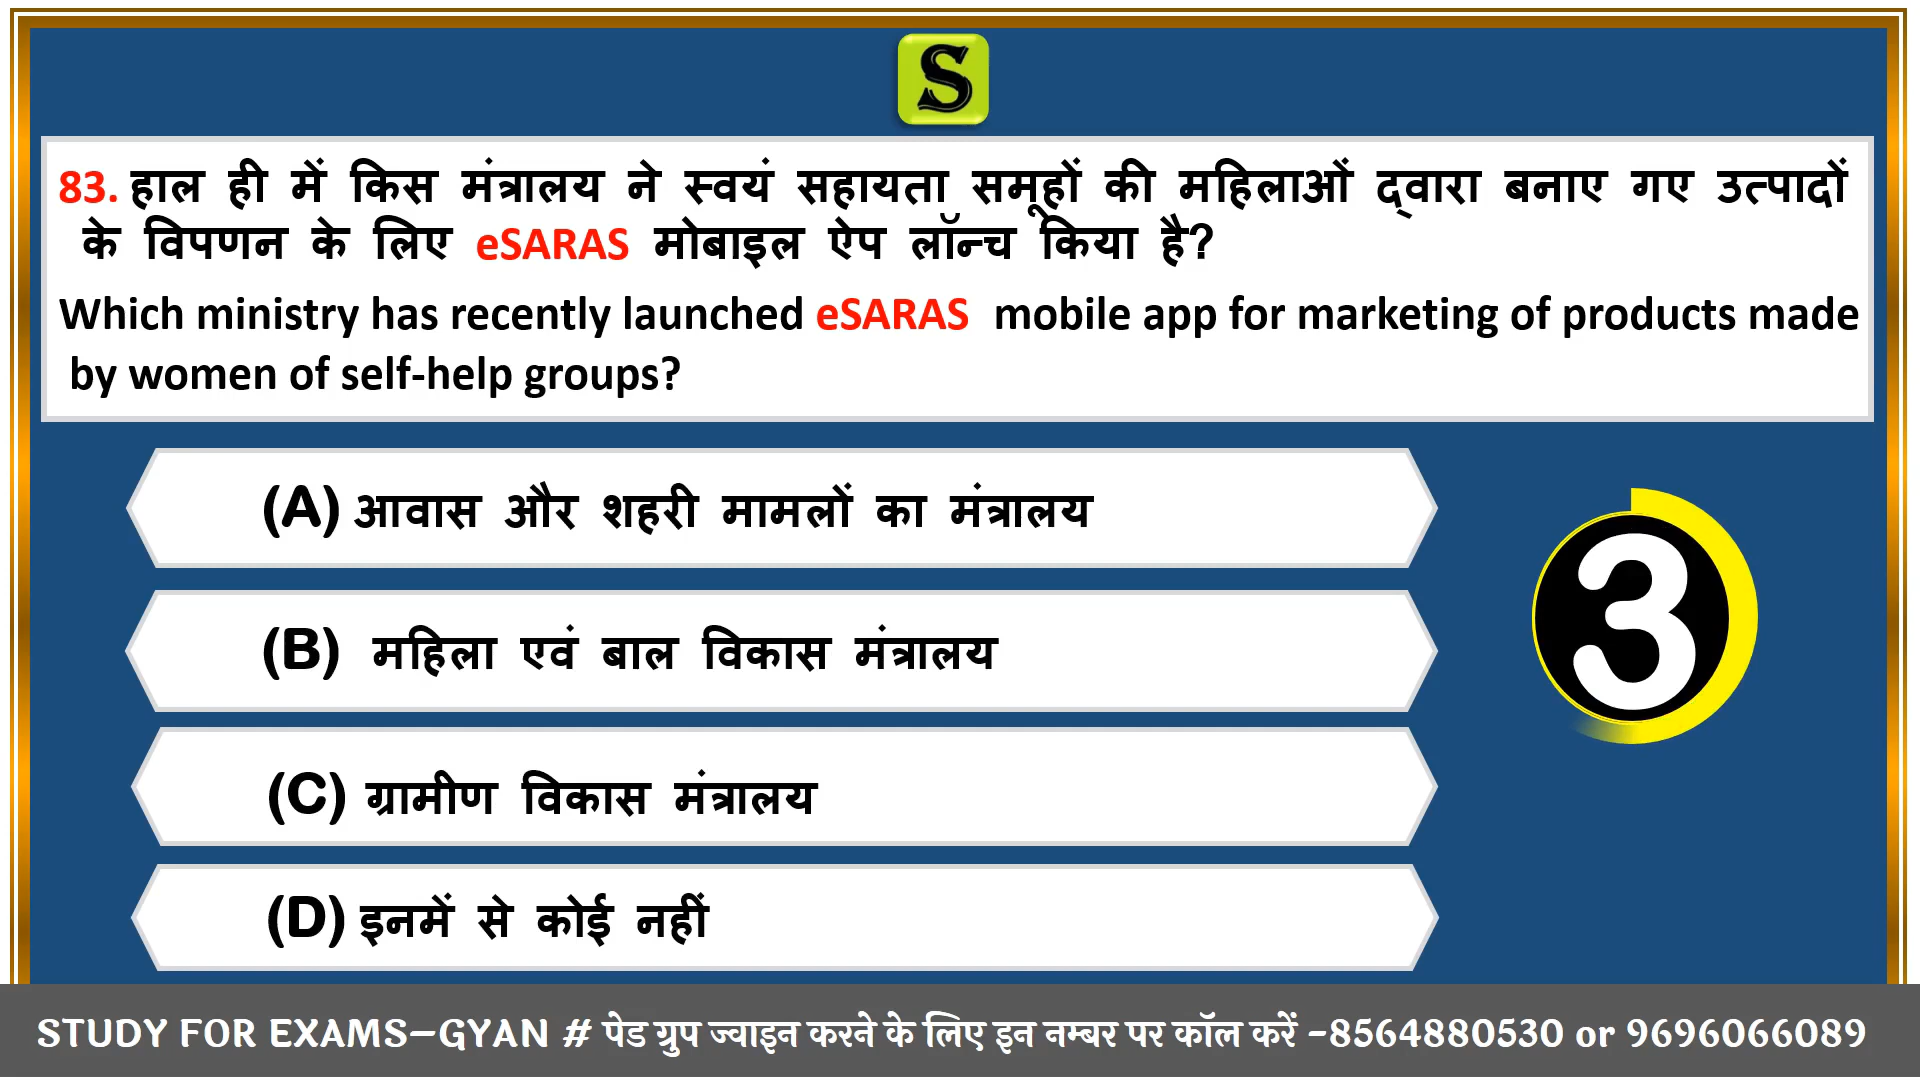 S
83. हाल ही में किस मंत्रालय ने स्वयं सहायता समूहों की महिलाओं द्वारा बनाए गए उत्पादों
के विपणन के लिए eSARAS मोबाइल ऐप लॉन्च किया है?
Which ministry has recently launched eSARAS mobile app for marketing of products made
by women of self-help groups?
(A) आवास और शहरी मामलों का मंत्रालय
(B) महिला एवं बाल विकास मंत्रालय
3
(C) ग्रामीण विकास मंत्रालय
(D) इनमें से कोई नहीं
STUDY FOR EXAMS–GYAN # पेड ग्रुप ज्वाइन करने के लिए इन नम्बर पर कॉल करें -8564880530 or 9696066089